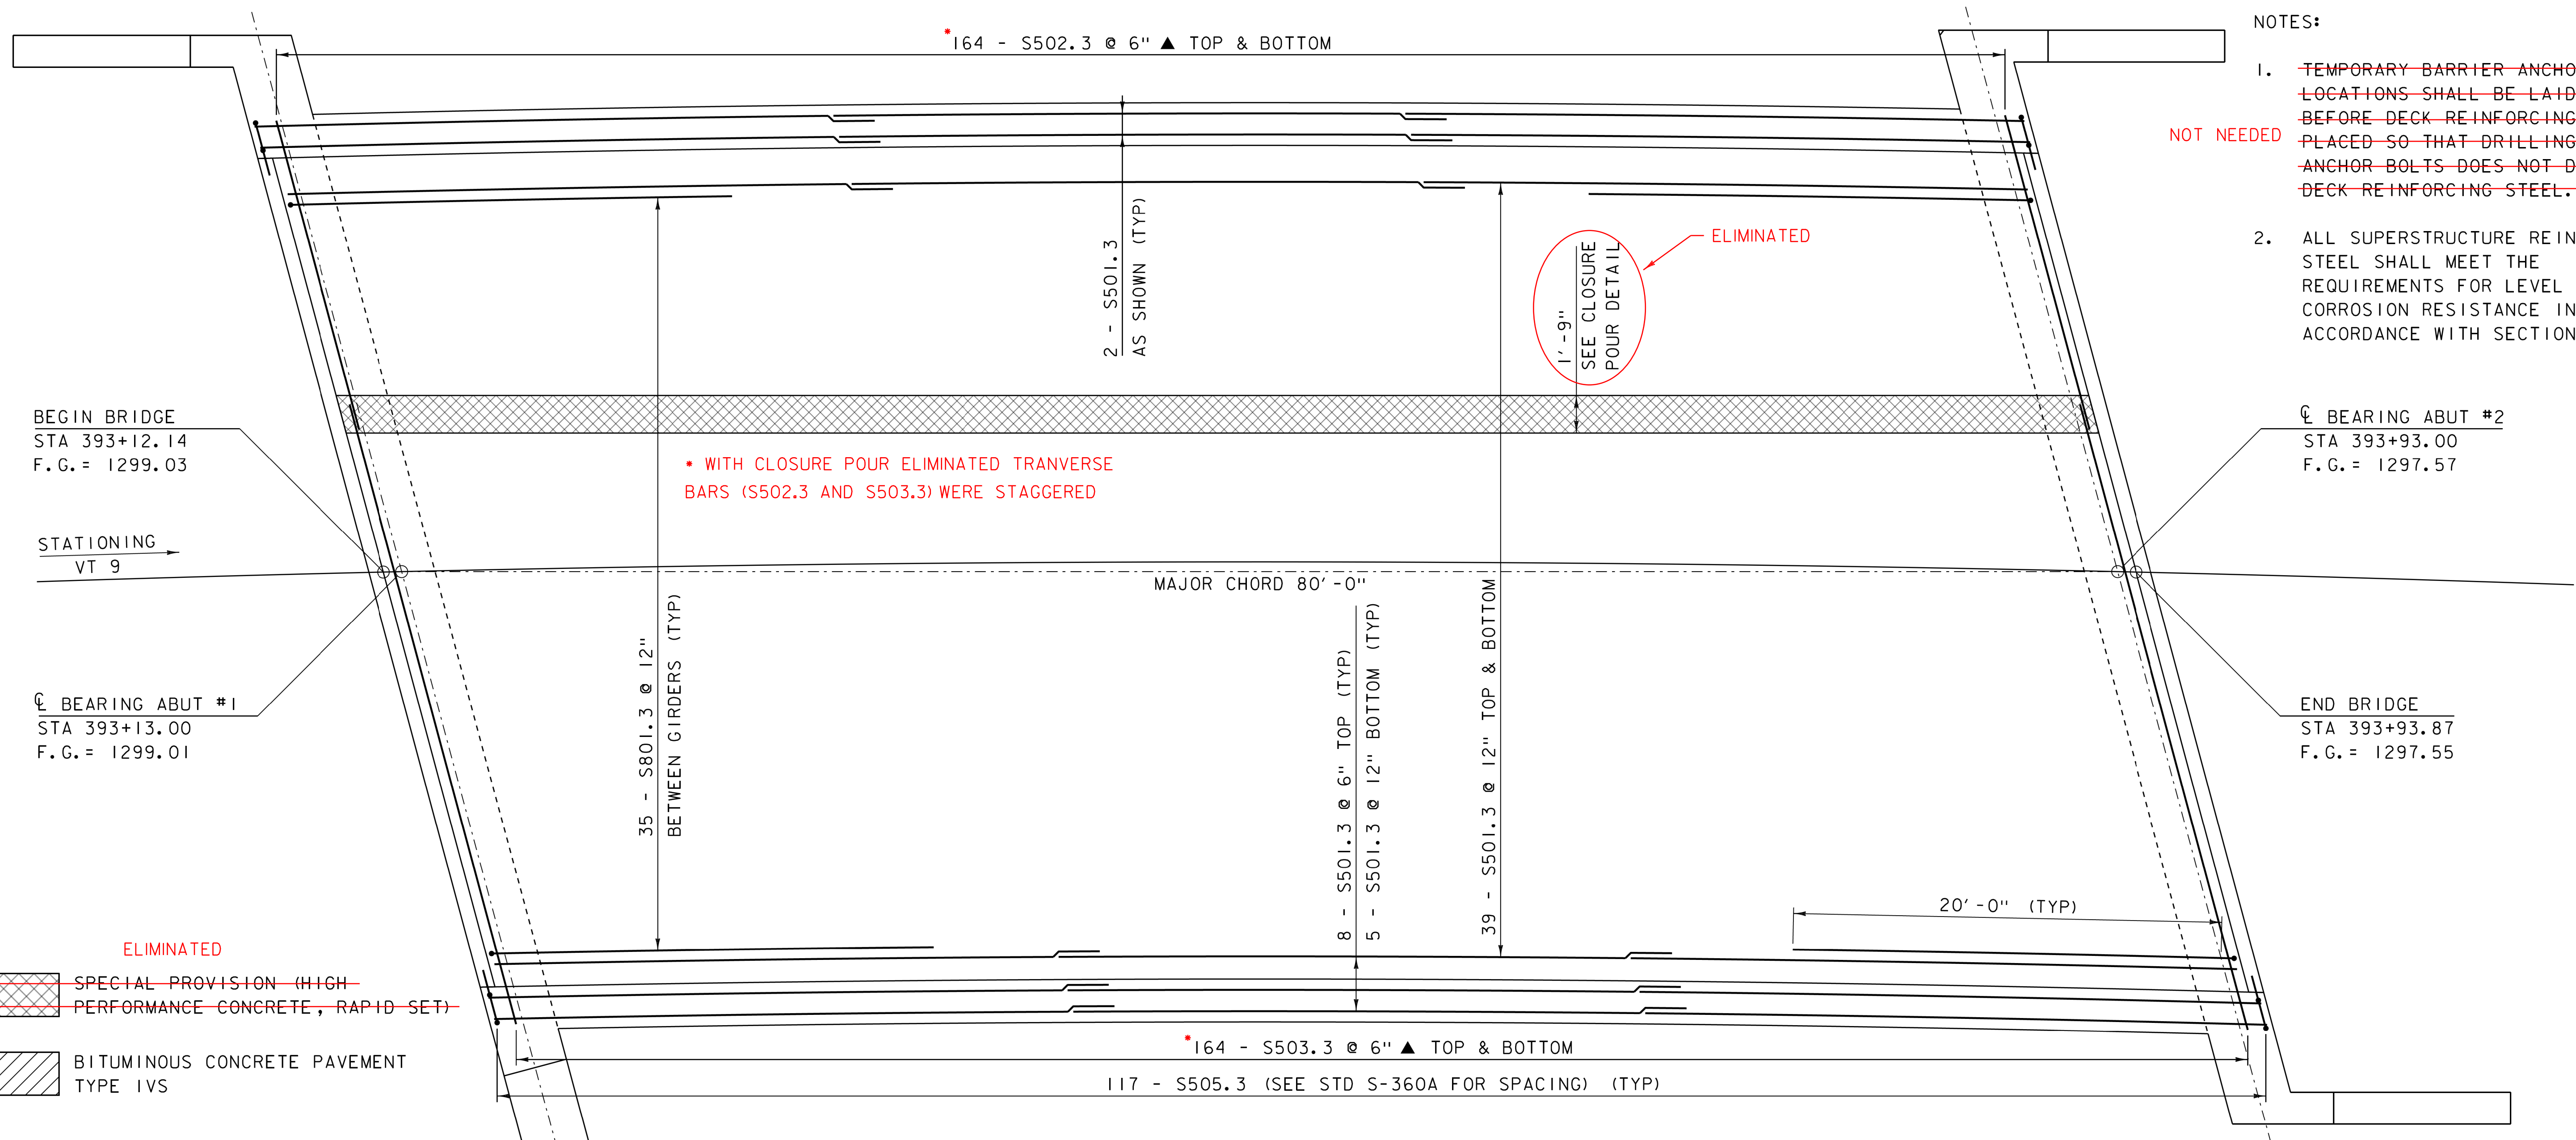 *164 - S502.3 @ 6" ▲ TOP & BOTTOM
NOTES:
1. TEMPORARY BARRIER ANCHO
LOCATIONS SHALL BE LAID
BEFORE DECK REINFORCING
PLACED SO THAT DRILLING
ANCHOR BOLTS DOES NOT D
DECK REINFORCING STEEL.
NOT NEEDED
2. ALL SUPERSTRUCTURE REIN
STEEL SHALL MEET THE
REQUIREMENTS FOR LEVEL
CORROSION RESISTANCE IN
ACCORDANCE WITH SECTION
2 - S501.3
AS SHOWN (TYP)
ELIMINATED
1'-9"
SEE CLOSURE
POUR DETAIL
BEGIN BRIDGE
STA 393+12.14
F.G.= 1299.03
℄ BEARING ABUT #2
STA 393+93.00
F.G.= 1297.57
* WITH CLOSURE POUR ELIMINATED TRANVERSE
BARS (S502.3 AND S503.3) WERE STAGGERED
STATIONING
VT 9
MAJOR CHORD 80'-0"
35 - S801.3 @ 12"
BETWEEN GIRDERS (TYP)
8 - S501.3 @ 6" TOP (TYP)
5 - S501.3 @ 12" BOTTOM (TYP)
39 - S501.3 @ 12" TOP & BOTTOM
℄ BEARING ABUT #1
STA 393+13.00
F.G.= 1299.01
END BRIDGE
STA 393+93.87
F.G.= 1297.55
20'-0" (TYP)
ELIMINATED
SPECIAL PROVISION (HIGH
PERFORMANCE CONCRETE, RAPID SET)
BITUMINOUS CONCRETE PAVEMENT
TYPE IVS
*164 - S503.3 @ 6" ▲ TOP & BOTTOM
117 - S505.3 (SEE STD S-360A FOR SPACING) (TYP)